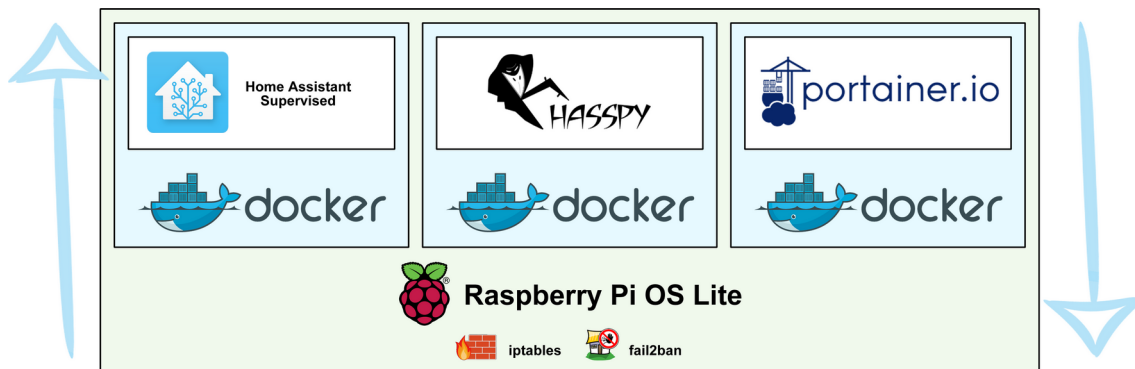 Home Assistant
Supervised
HASSPY
portainer.io
docker
docker
docker
Raspberry Pi OS Lite
iptables
fail2ban